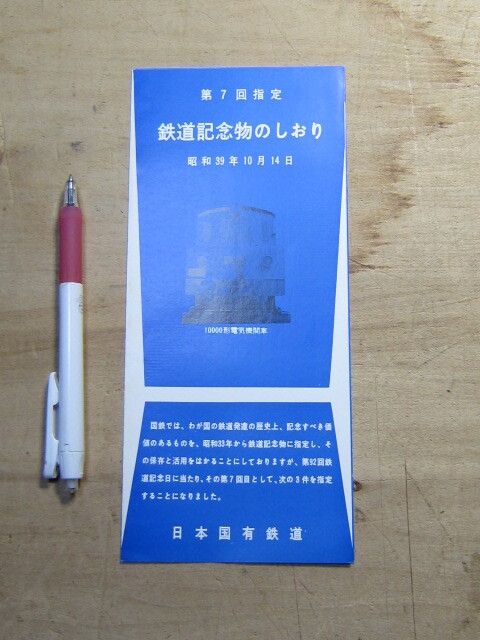 第7回指定
鉄道記念物のしおり
昭和39年10月14日
10000形電気機関車
国鉄では、わが国の鉄道発達の歴史上、記念すべき価
値のあるものを、昭和33年から鉄道記念物に指定し、そ
の保存と活用をはかることにしておりますが、第92回鉄
道記念日に当たり、その第7回目として、次の3件を指定
することになりました。
日本国有鉄道